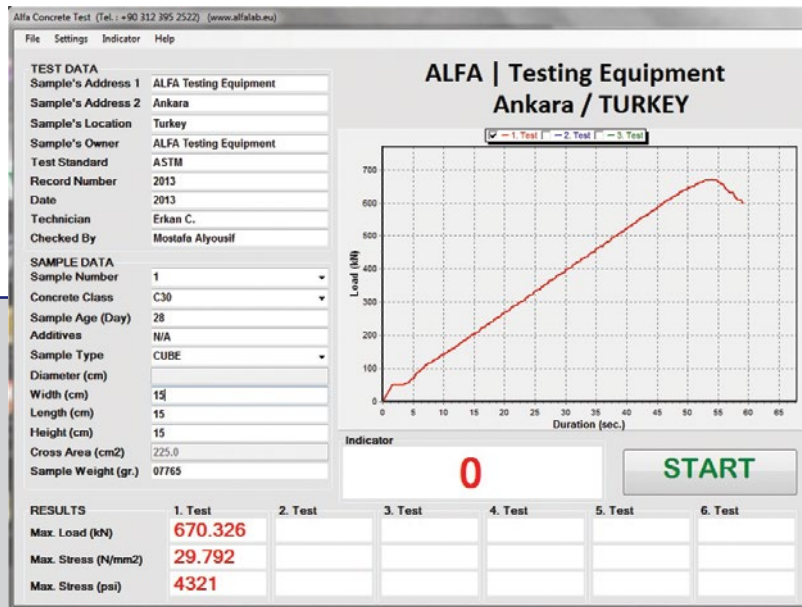 Alfa Concrete Test (Tel. : +90 312 395 2522) (www.alfalab.eu)
File Settings Indicator Help
TEST DATA
Sample's Address 1 ALFA Testing Equipment
Sample's Address 2 Ankara
Sample's Location Turkey
Sample's Owner ALFA Testing Equipment
Test Standard ASTM
Record Number 2013
Date 2013
Technician Erkan C.
Checked By Mostafa Alyousif
SAMPLE DATA
Sample Number 1
Concrete Class C30
Sample Age (Day) 28
Additives N/A
Sample Type CUBE
Diameter (cm)
Width (cm) 15
Length (cm) 15
Height (cm) 15
Cross Area (cm2) 225.0
Sample Weight (gr.) 07765
ALFA | Testing Equipment
Ankara / TURKEY
1. Test 2. Test 3. Test
700
600
500
400
300
200
100
0
Load (kN)
0 5 10 15 20 25 30 35 40 45 50 55 60 65
Duration (sec.)
Indicator
0
START
RESULTS 1. Test 2. Test 3. Test 4. Test 5. Test 6. Test
Max. Load (kN) 670.326
Max. Stress (N/mm2) 29.792
Max. Stress (psi) 4321